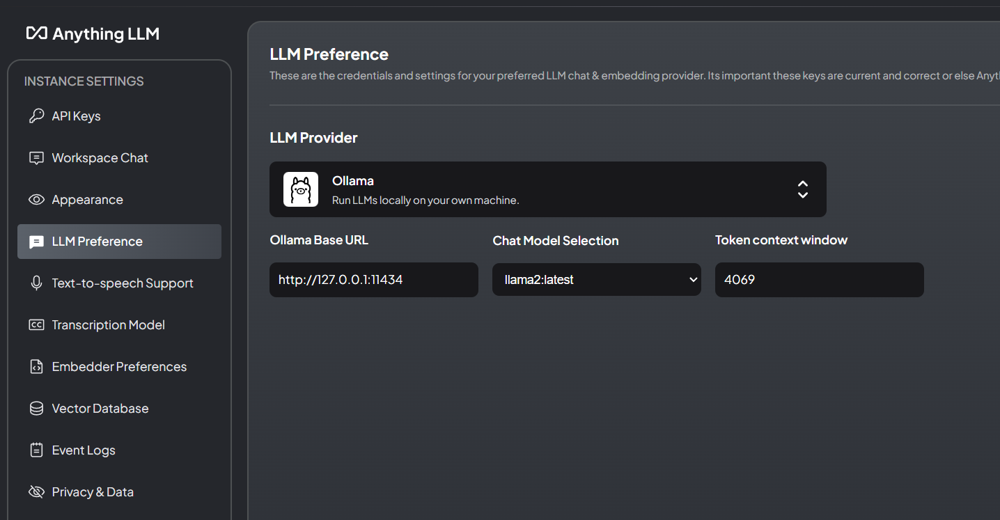 Anything LLM
INSTANCE SETTINGS
API Keys
Workspace Chat
Appearance
LLM Preference
Text-to-speech Support
Transcription Model
Embedder Preferences
Vector Database
Event Logs
Privacy & Data
LLM Preference
These are the credentials and settings for your preferred LLM chat & embedding provider. Its important these keys are current and correct or else Anyt
LLM Provider
Ollama
Run LLMs locally on your own machine.
Ollama Base URL
Chat Model Selection
Token context window
http://127.0.0.1:11434
llama2:latest
4069
CC